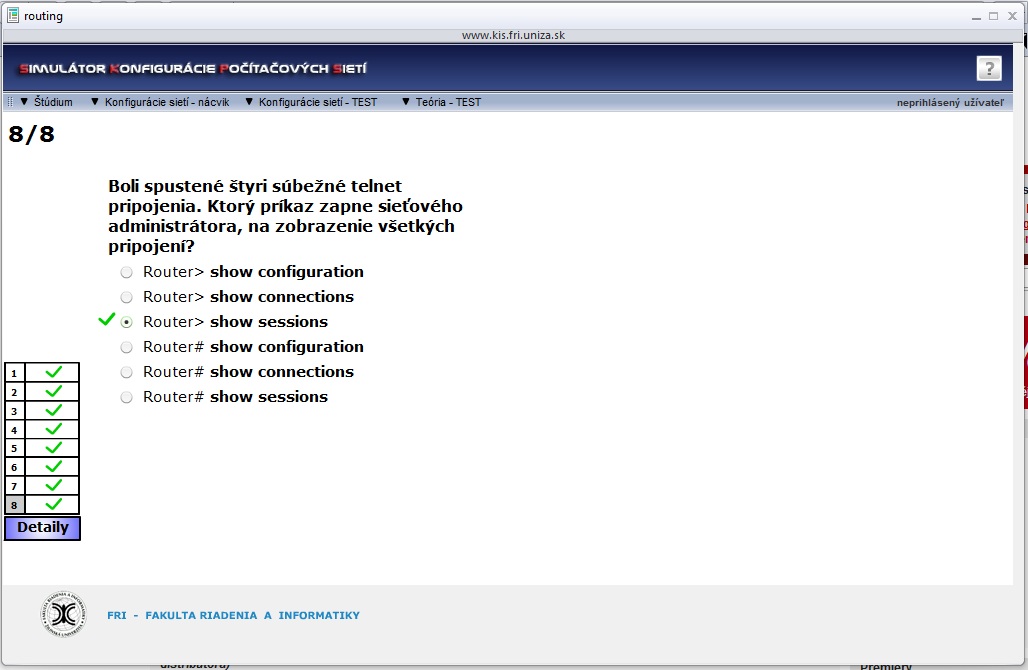 routing
www.kis.fri.uniza.sk
SIMULÁTOR KONFIGURÁCIE POČÍTAČOVÝCH SIETÍ
?
▼ Štúdium ▼ Konfigurácie sietí - nácvik ▼ Konfigurácie sietí - TEST ▼ Teória - TEST neprihlásený užívateľ
8/8
Boli spustené štyri súbežné telnet
pripojenia. Ktorý príkaz zapne sieťového
administrátora, na zobrazenie všetkých
pripojení?
Router> show configuration
Router> show connections
Router> show sessions
Router# show configuration
Router# show connections
Router# show sessions
1
2
3
4
5
6
7
8
Detaily
FRI - FAKULTA RIADENIA A INFORMATIKY
distribútora)
Premiéry